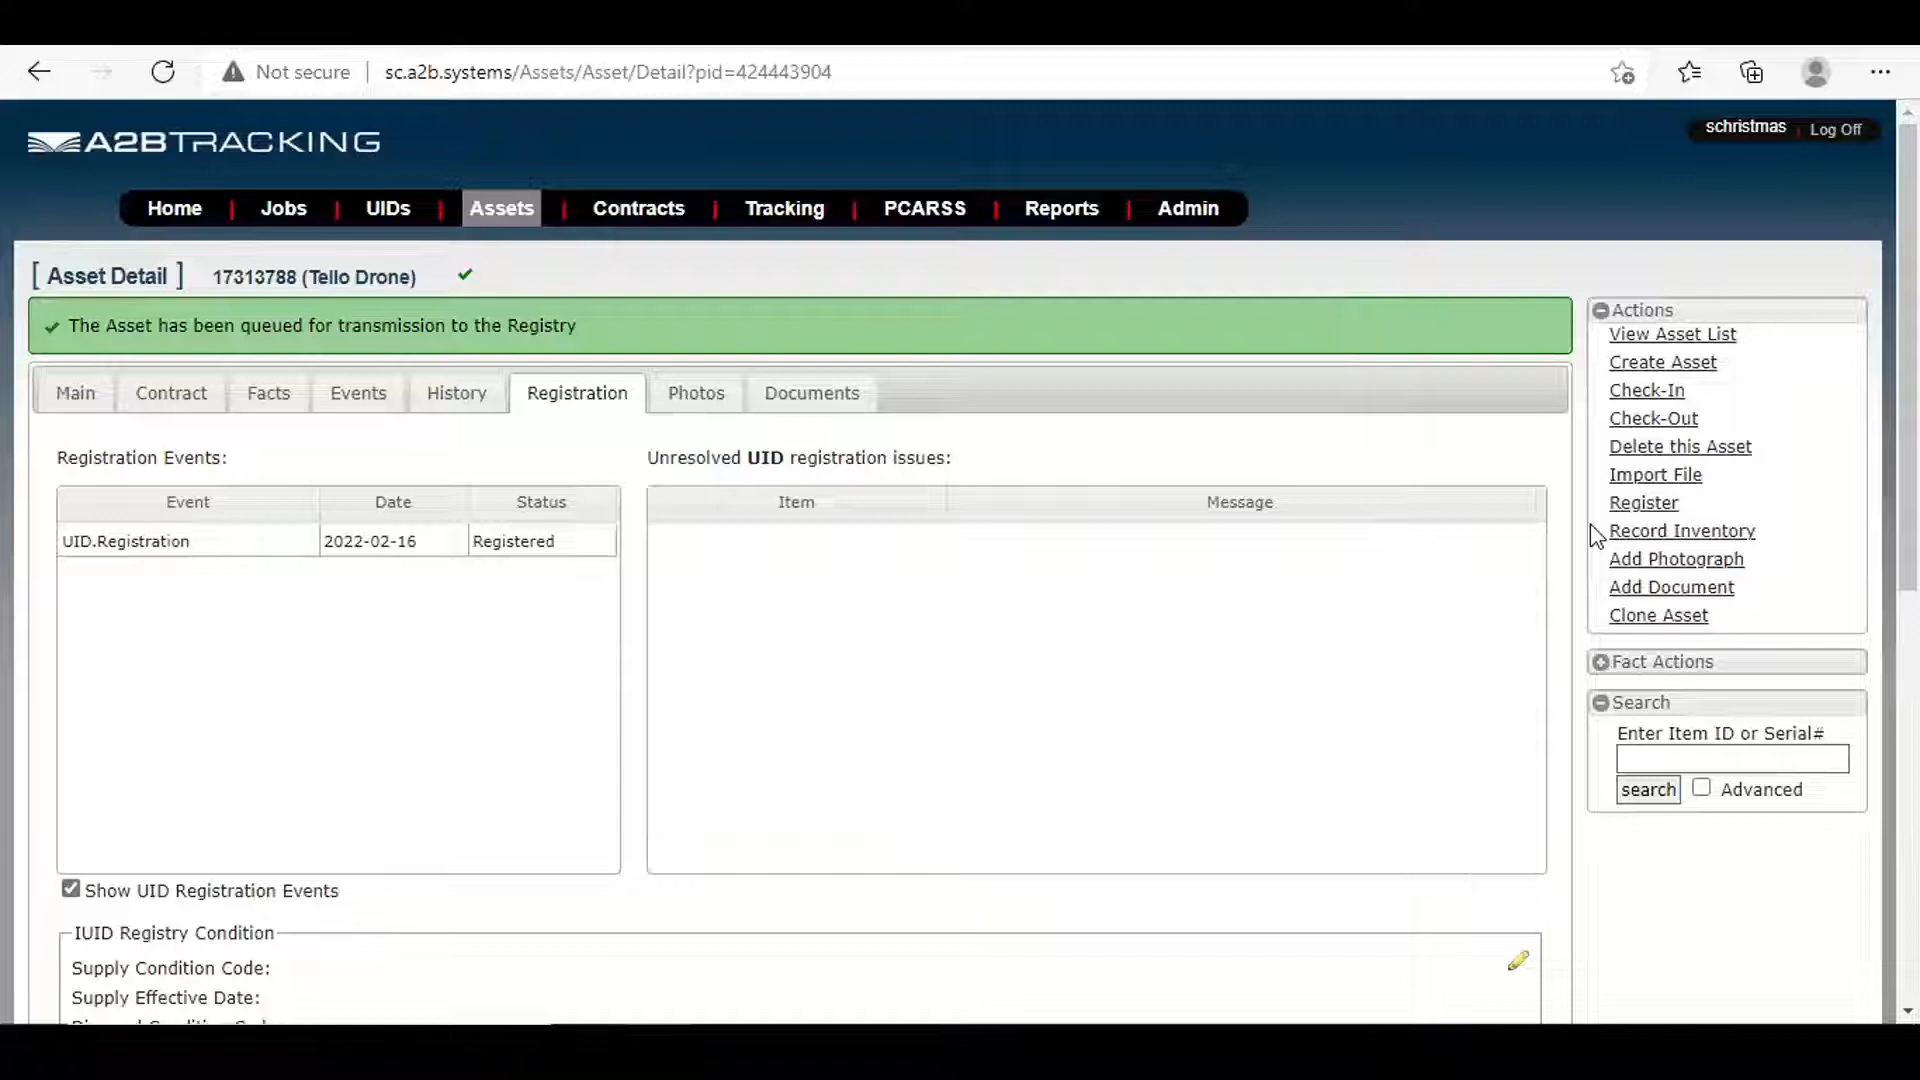 Not secure
sc.a2b.systems/Assets/Asset/Detail?pid=424443904
A2BTRACKING
schristmas | Log Off
Home | Jobs | UIDs | Assets | Contracts | Tracking | PCARSS | Reports | Admin
[ Asset Detail ] 17313788 (Tello Drone)
The Asset has been queued for transmission to the Registry
Main Contract Facts Events History Registration Photos Documents
Registration Events:
Event Date Status
UID.Registration 2022-02-16 Registered
Show UID Registration Events
Unresolved UID registration issues:
Item Message
IUID Registry Condition
Supply Condition Code:
Supply Effective Date:
Actions
View Asset List
Create Asset
Check-In
Check-Out
Delete this Asset
Import File
Register
Record Inventory
Add Photograph
Add Document
Clone Asset
Fact Actions
Search
Enter Item ID or Serial#
search Advanced